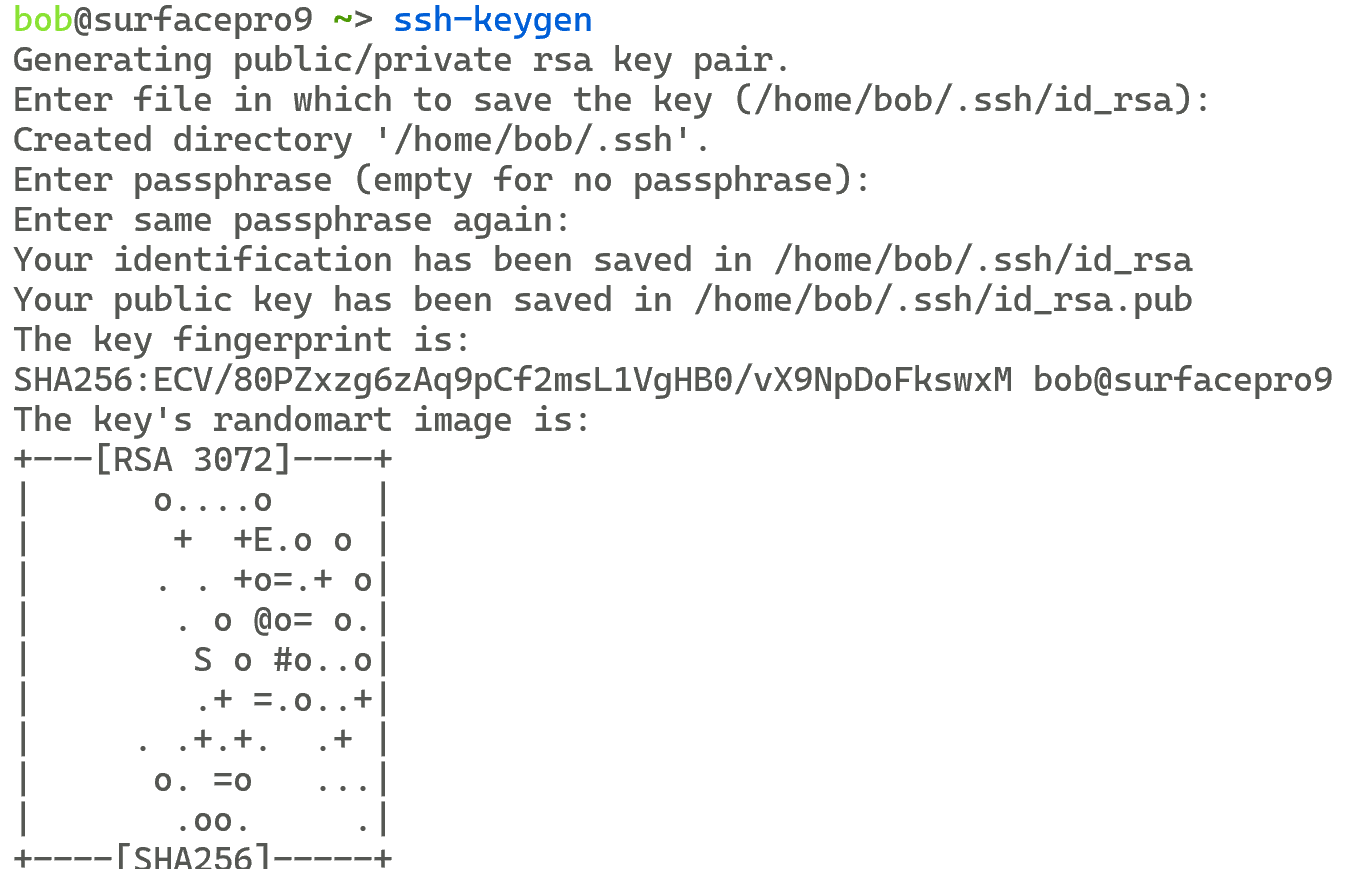 bob@surfacepro9 ~> ssh-keygen
Generating public/private rsa key pair.
Enter file in which to save the key (/home/bob/.ssh/id_rsa):
Created directory '/home/bob/.ssh'.
Enter passphrase (empty for no passphrase):
Enter same passphrase again:
Your identification has been saved in /home/bob/.ssh/id_rsa
Your public key has been saved in /home/bob/.ssh/id_rsa.pub
The key fingerprint is:
SHA256:ECV/80PZxzg6zAq9pCf2msL1VgHB0/vX9NpDoFkswxM bob@surfacepro9
The key's randomart image is:
+---[RSA 3072]----+
|       o....o     |
|        +  +E.o o |
|       . . +o=.+ o|
|        . o @o= o.|
|         S o #o..o|
|         .+ =.o..+|
|      . .+.+.  .+ |
|       o. =o   ...|
|        .oo.     .|
+----[SHA256]-----+